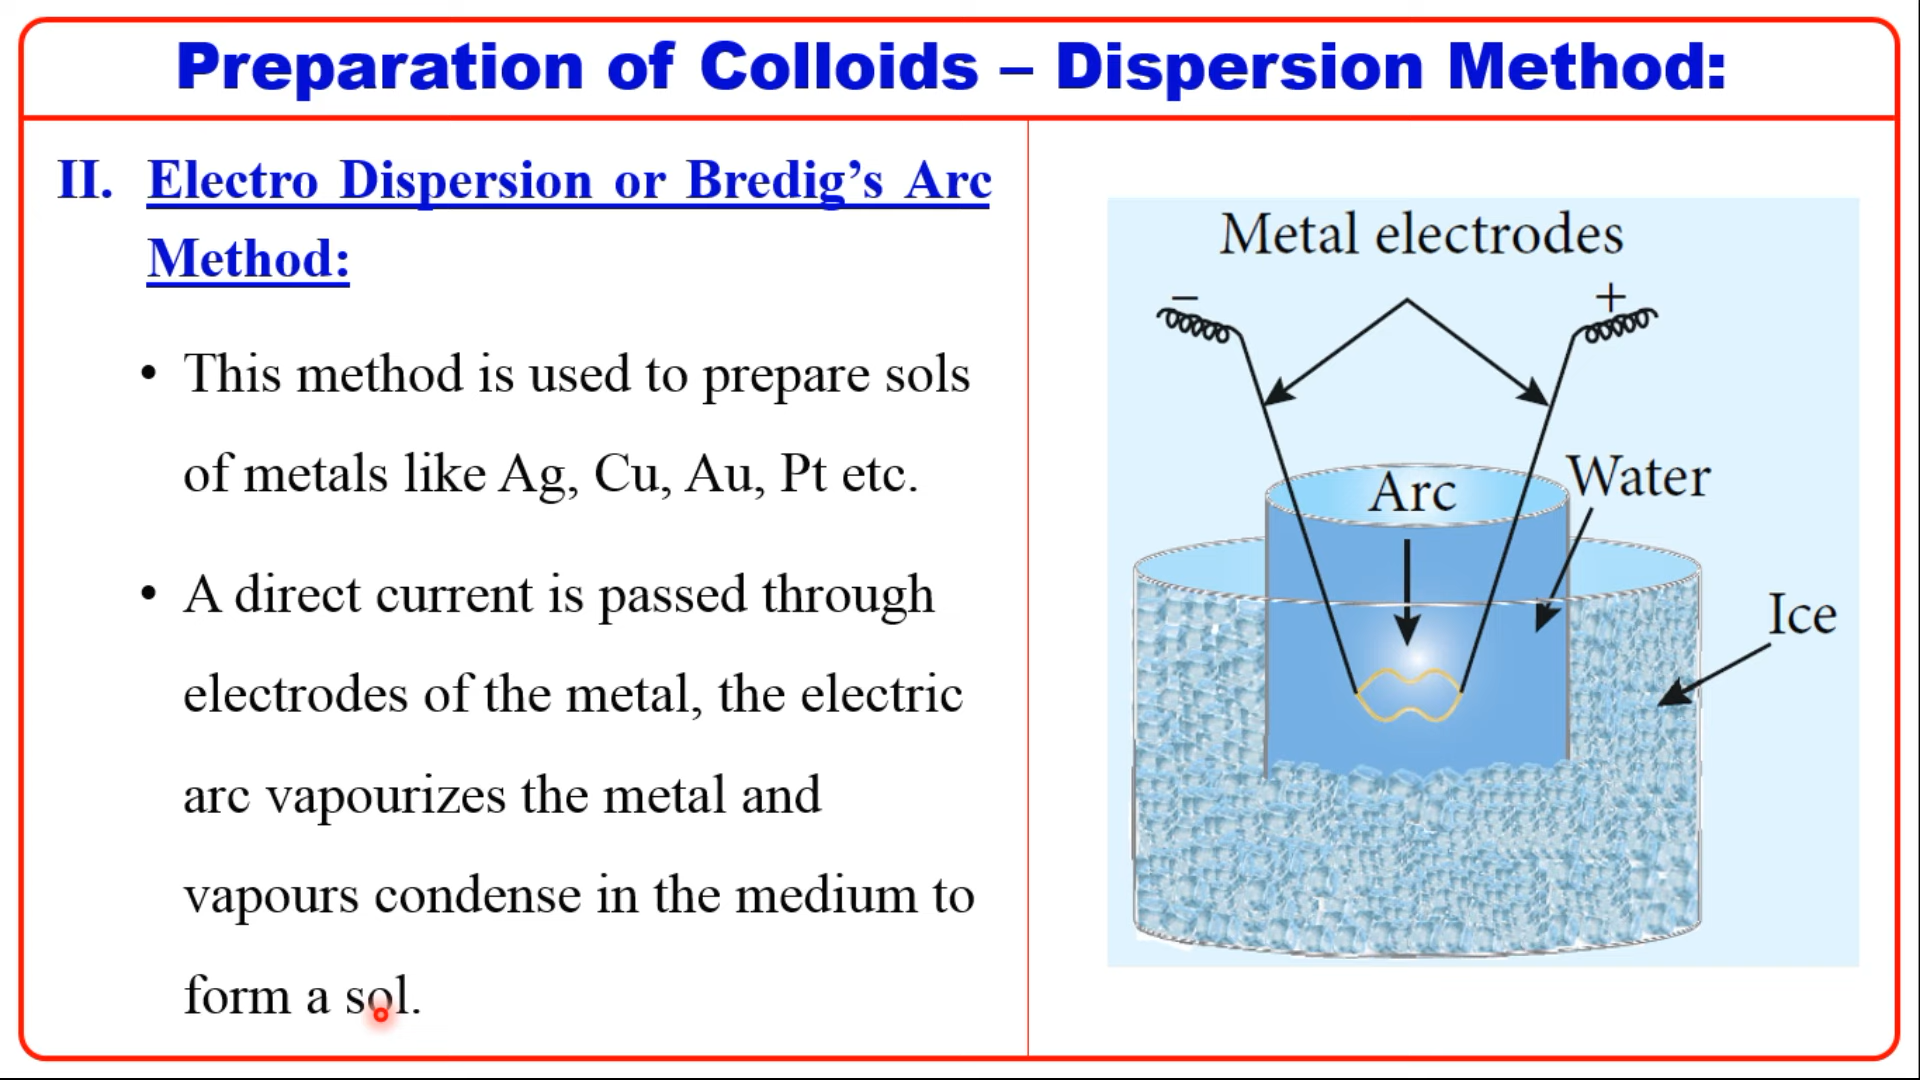 Preparation of Colloids – Dispersion Method:
II. Electro Dispersion or Bredig’s Arc
Method:
• This method is used to prepare sols
of metals like Ag, Cu, Au, Pt etc.
• A direct current is passed through
electrodes of the metal, the electric
arc vapourizes the metal and
vapours condense in the medium to
form a sol.
Metal electrodes
– +
Arc
Water
Ice